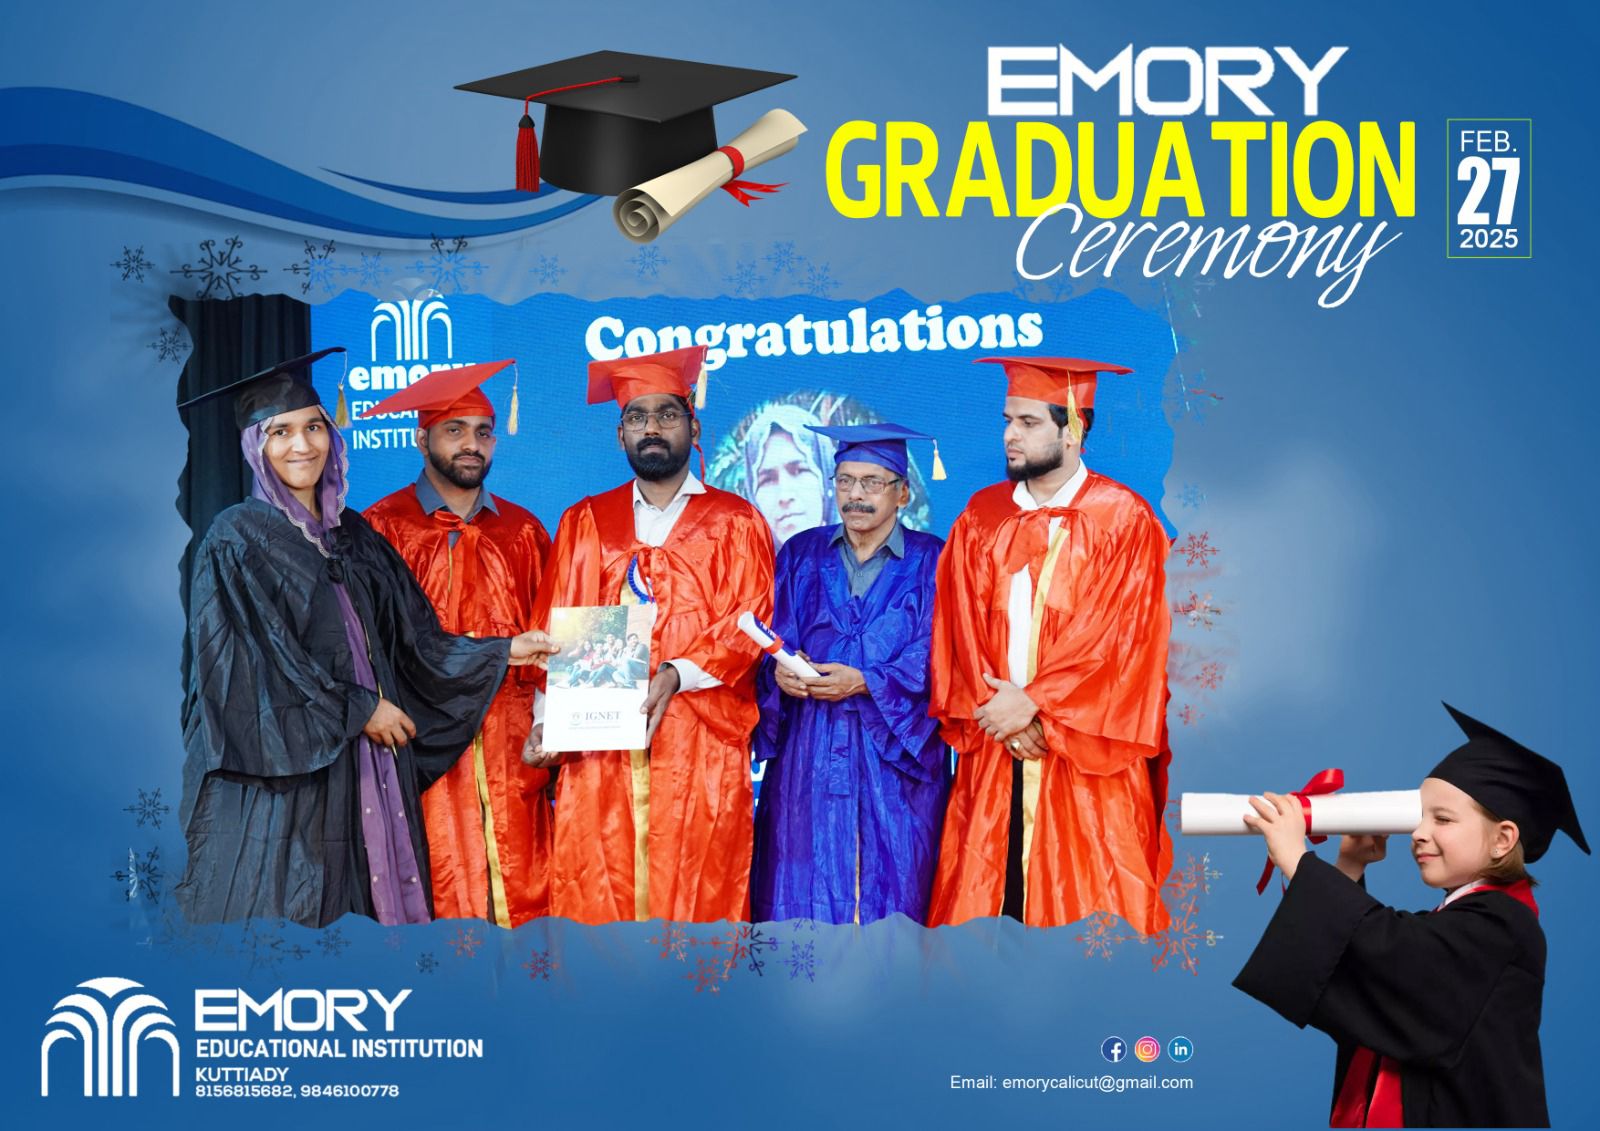 EMORY
GRADUATION
Ceremony
FEB.
27
2025
Congratulations
emory
EDUCA
INSTITU
IGNET
EMORY
EDUCATIONAL INSTITUTION
KUTTIADY
8156815682, 9846100778
Email: emorycalicut@gmail.com